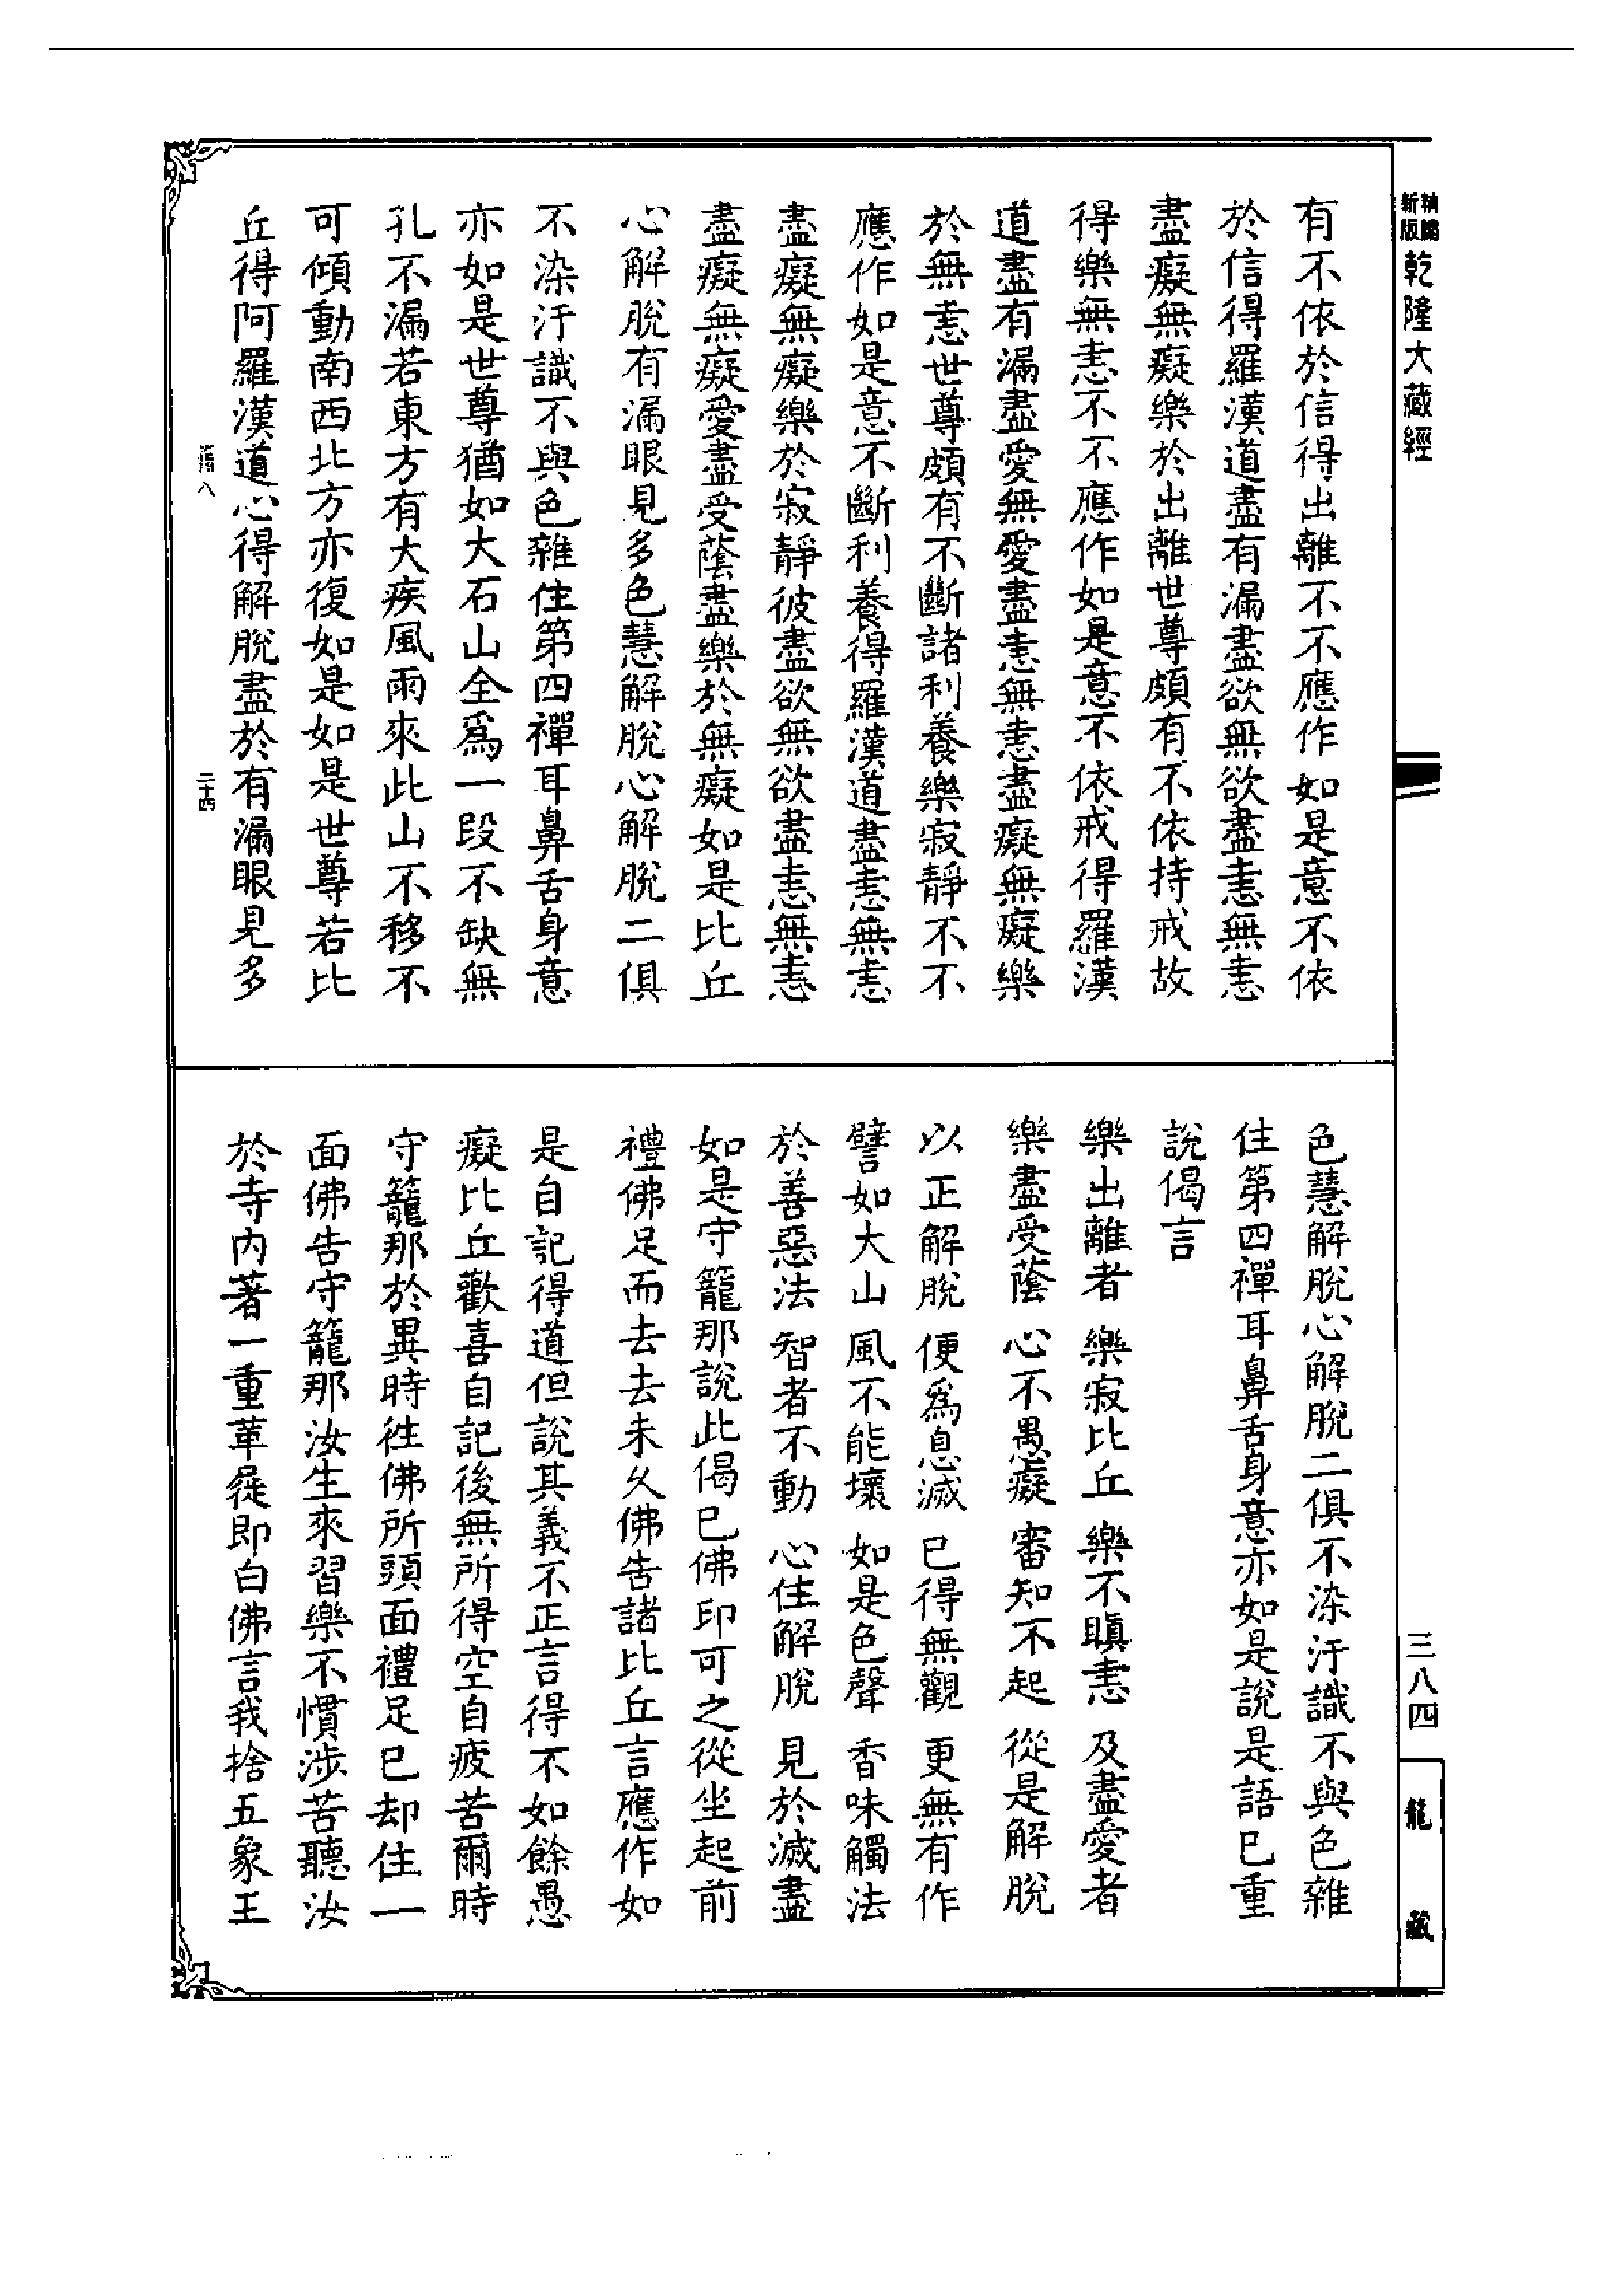 精編
新版
乾隆大藏經
三八四
龍藏
有不依於信得出離不不應作如是意不依
於信得羅漢道盡有漏盡欲無欲盡恚無恚
盡癡無癡樂於出離世尊頗有不依持戒故
得樂無恚不不應作如是意不依戒得羅漢
道盡有漏盡愛無愛盡恚無恚盡癡無癡樂
於無恚世尊頗有不斷諸利養樂寂靜不不
應作如是意不斷利養得羅漢道盡恚無恚
盡癡無癡樂於寂靜彼盡欲無欲盡恚無恚
盡癡無癡愛盡受蔭盡樂於無癡如是比丘
心解脫有漏眼見多色慧解脫心解脫二俱
不染汙識不與色雜住第四禪耳鼻舌身意
亦如是世尊猶如大石山全爲一段不缺無
孔不漏若東方有大疾風雨來此山不移不
可傾動南西北方亦復如是如是世尊若比
丘得阿羅漢道心得解脫盡於有漏眼見多
八
二十四
色慧解脫心解脫二俱不染汙識不與色雜
住第四禪耳鼻舌身意亦如是說是語已重
說偈言
樂出離者 樂寂比丘 樂不瞋恚 及盡愛者
樂盡受蔭 心不愚癡 審知不起 從是解脫
以正解脫 便爲息滅 已得無觀 更無有作
譬如大山 風不能壞 如是色聲 香味觸法
於善惡法 智者不動 心住解脫 見於滅盡
如是守籠那說此偈已佛印可之從坐起前
禮佛足而去去未久佛告諸比丘言應作如
是自記得道但說其義不正言得不如餘愚
癡比丘歡喜自記後無所得空自疲苦爾時
守籠那於異時往佛所頭面禮足已却住一
面佛告守籠那汝生來習樂不慣涉苦聽汝
於寺內著一重革屣即白佛言我捨五象王